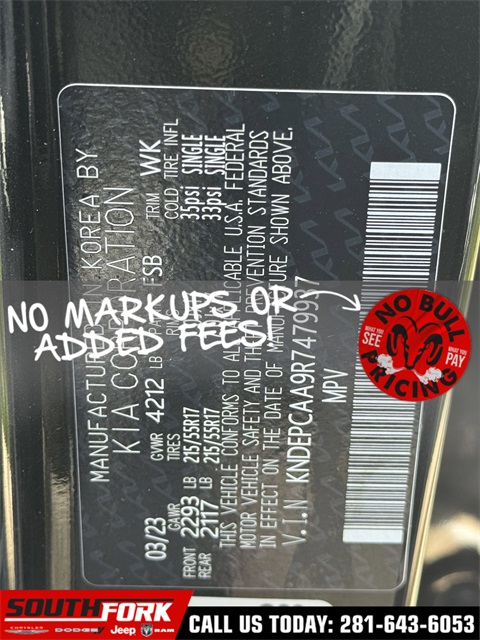 MANUFACTURED IN KOREA BY
KIA CORPORATION
03/23
GVWR 4212 LB
TRIM WK
GAWR
TIRES
COLD TIRE INFL
FRONT 2293 LB 215/55R17
35psi SINGLE
REAR 2117 LB 215/55R17
33psi SINGLE
THIS VEHICLE CONFORMS TO ALL APPLICABLE U.S.A. FEDERAL
MOTOR VEHICLE SAFETY AND THEFT PREVENTION STANDARDS
IN EFFECT ON THE DATE OF MANUFACTURE SHOWN ABOVE.
V.I.N KNDEPCAA9R7479937
MPV
NO MARKUPS OR
ADDED FEES!
NO BULL
WHAT YOU SEE
WHAT YOU PAY
PRICING
SOUTHFORK
CHRYSLER DODGE Jeep RAM
CALL US TODAY: 281-643-6053